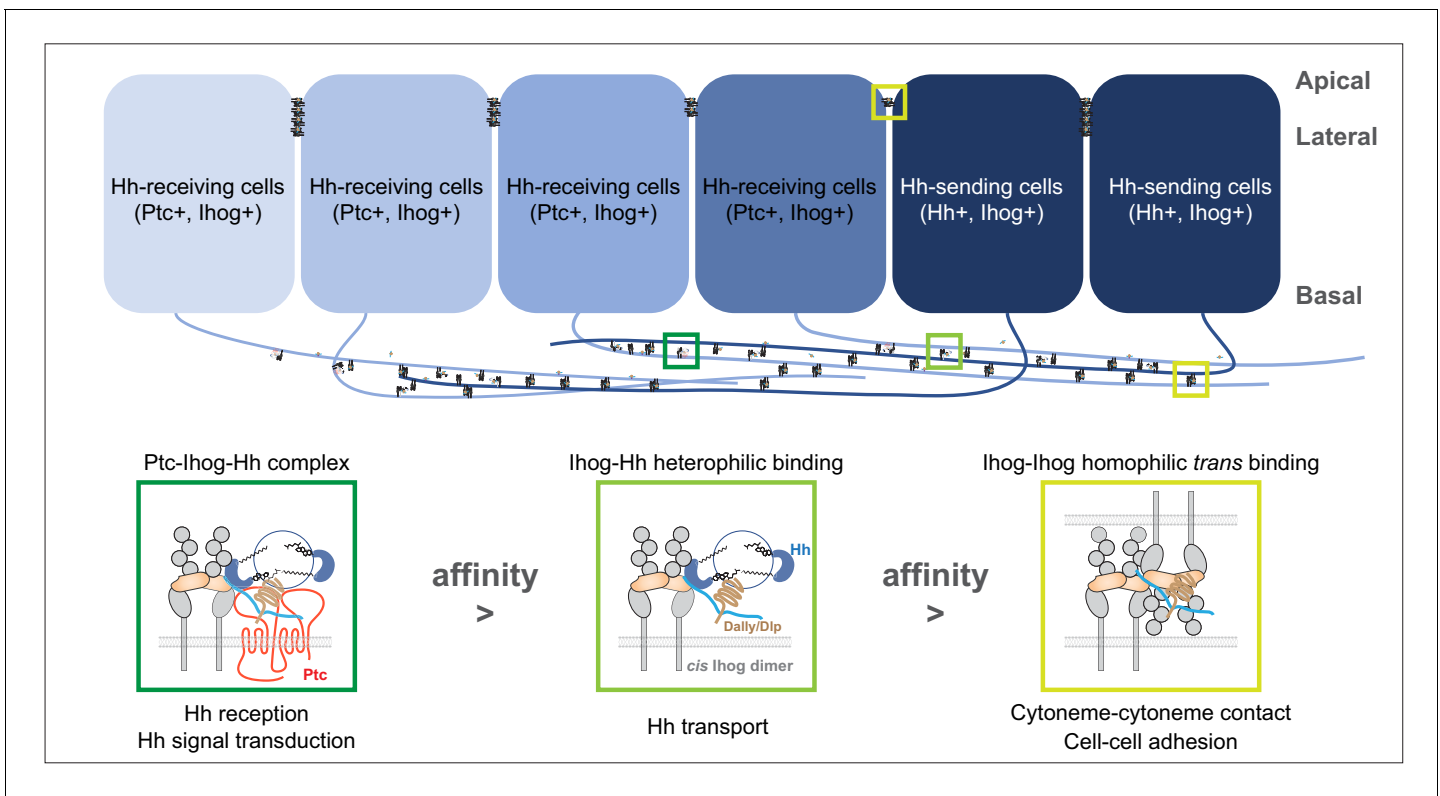 Apical
Lateral
Hh-receiving cells
(Ptc+, Ihog+)
Hh-receiving cells
(Ptc+, Ihog+)
Hh-receiving cells
(Ptc+, Ihog+)
Hh-receiving cells
(Ptc+, Ihog+)
Hh-sending cells
(Hh+, Ihog+)
Hh-sending cells
(Hh+, Ihog+)
Basal
Ptc-Ihog-Hh complex
Ptc
Hh reception
Hh signal transduction
affinity
>
Ihog-Hh heterophilic binding
Hh
Dally/Dlp
cis Ihog dimer
Hh transport
affinity
>
Ihog-Ihog homophilic trans binding
Cytoneme-cytoneme contact
Cell-cell adhesion